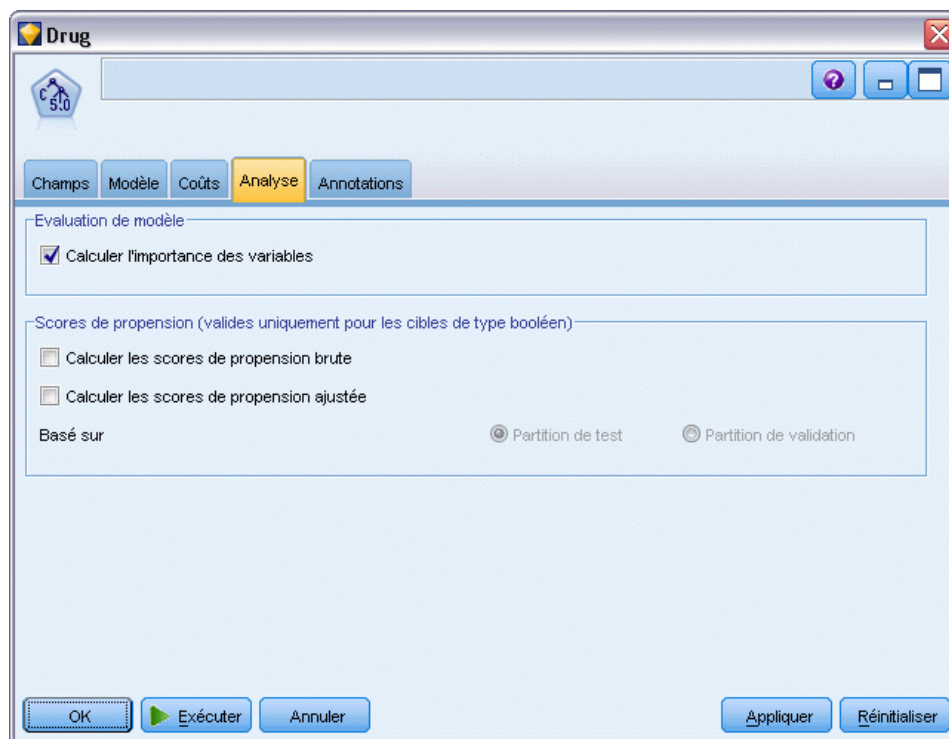 Drug
C 5.0
Champs Modèle Coûts Analyse Annotations
Evaluation de modèle
Calculer l'importance des variables
Scores de propension (valides uniquement pour les cibles de type booléen)
Calculer les scores de propension brute
Calculer les scores de propension ajustée
Basé sur Partition de test Partition de validation
OK Exécuter Annuler Appliquer Réinitialiser